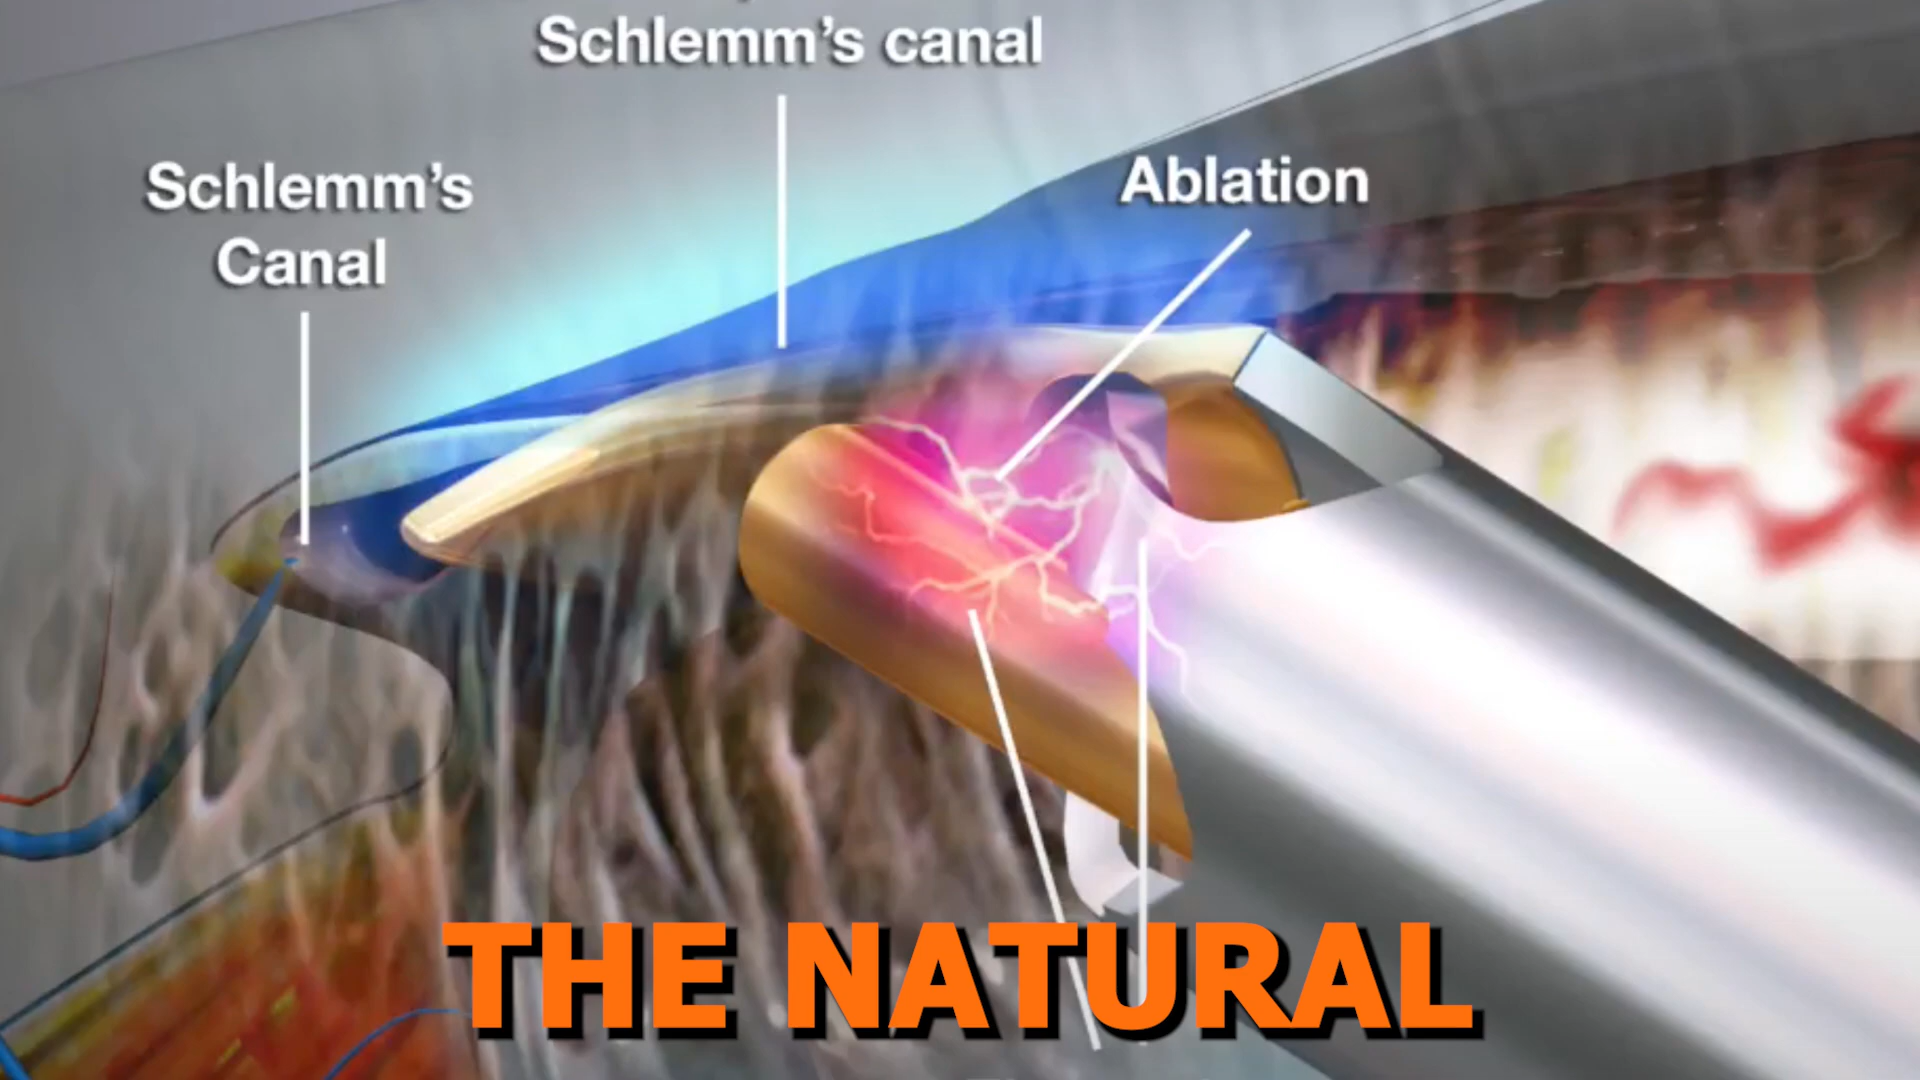 Schlemm's canal
Schlemm's
Canal
Ablation
THE NATURAL